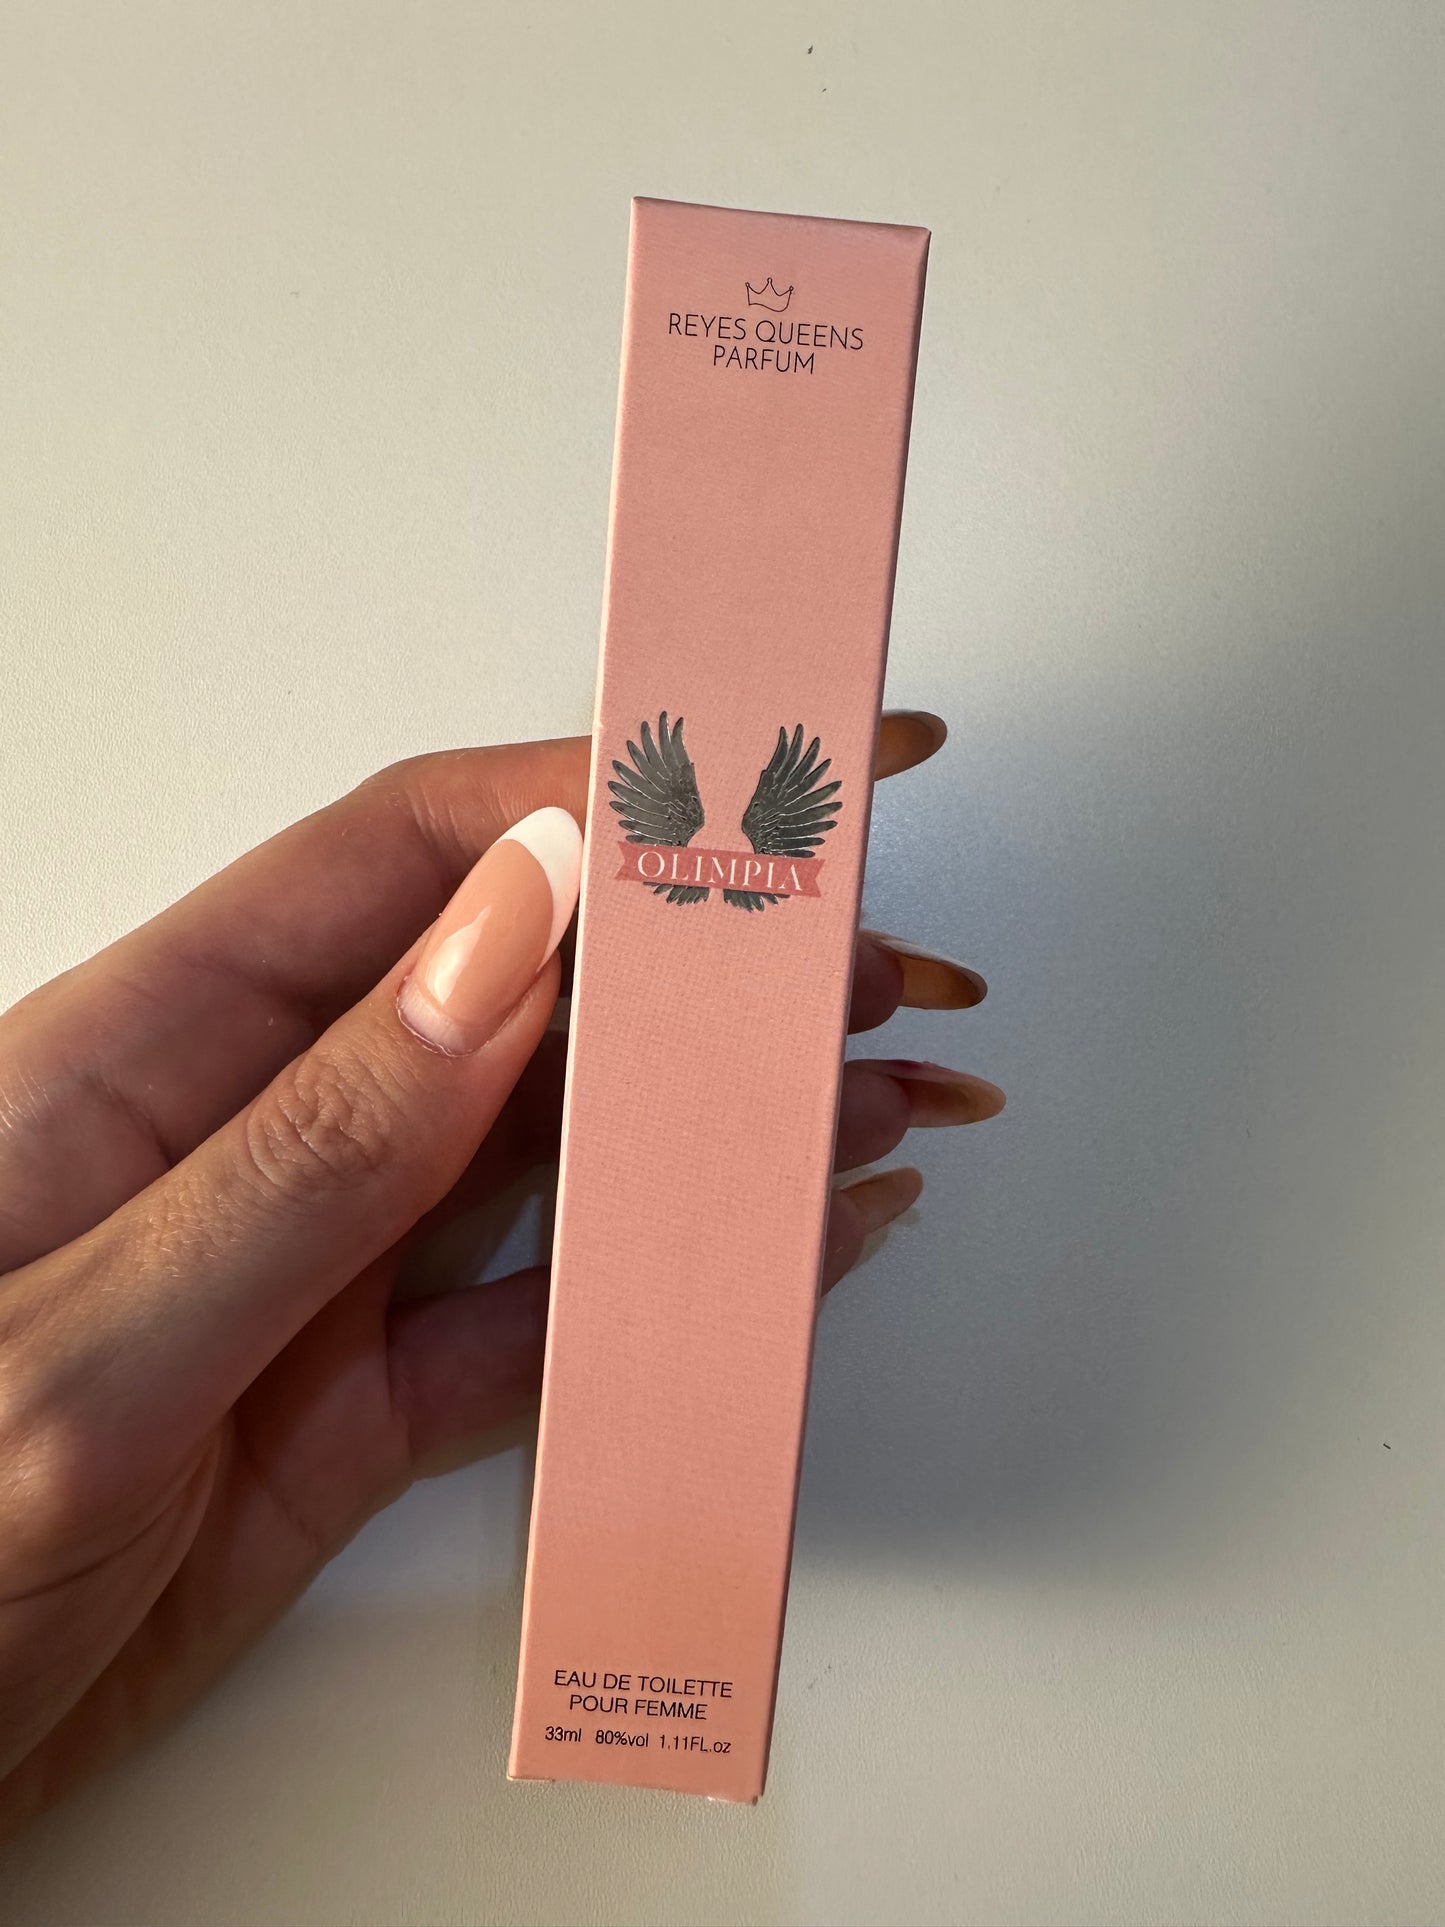 REYES QUEENS
PARFUM
OLIMPIA
EAU DE TOILETTE
POUR FEMME
33ml 80%vol 1.11FL.oz